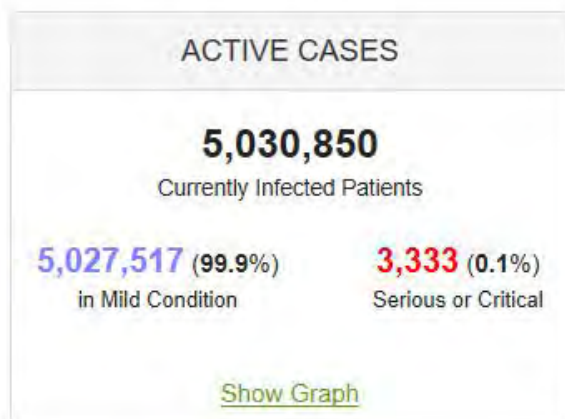 ACTIVE CASES
5,030,850
Currently Infected Patients
5,027,517 (99.9%) 3,333 (0.1%)
in Mild Condition Serious or Critical
Show Graph